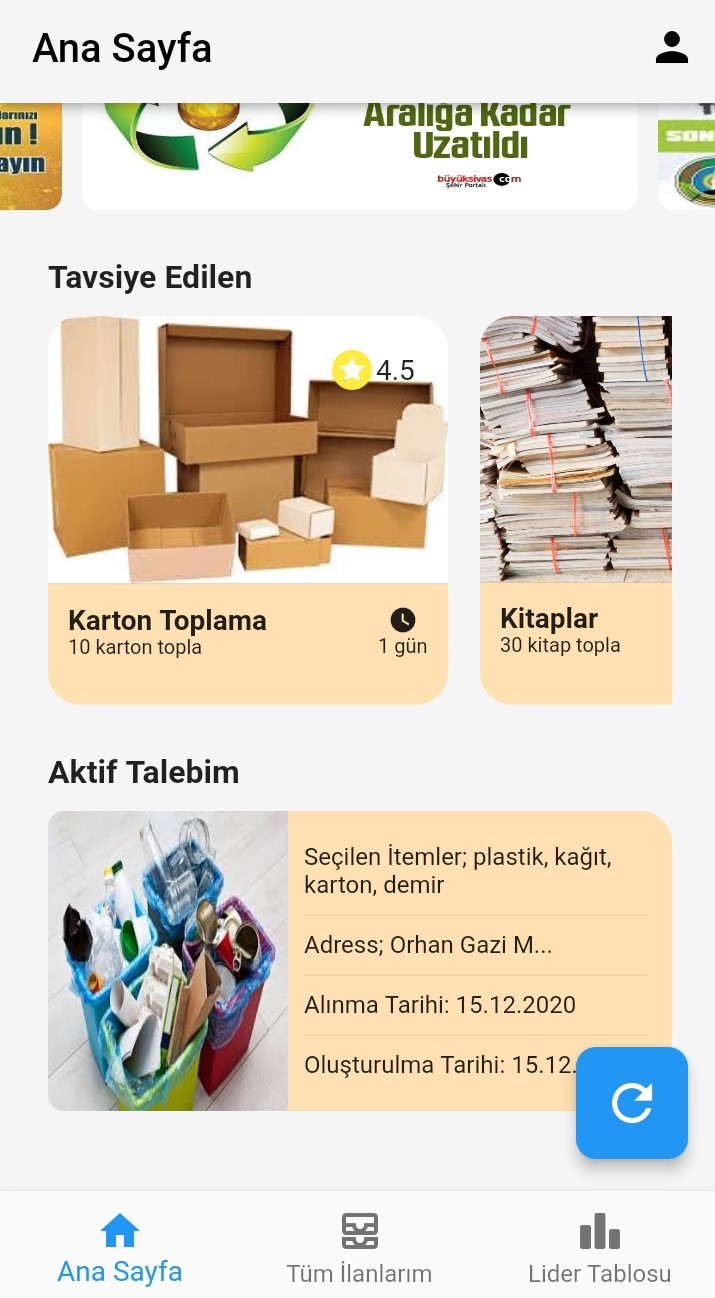 Ana Sayfa
arınızı
ın !
ayın
Aralığa Kadar
Uzatıldı
büyüksivas.com
Şehir Portalı
SON
Tavsiye Edilen
4.5
Karton Toplama
10 karton topla
1 gün
Kitaplar
30 kitap topla
Aktif Talebim
Seçilen İtemler; plastik, kağıt,
karton, demir
Adress; Orhan Gazi M...
Alınma Tarihi: 15.12.2020
Oluşturulma Tarihi: 15.12.
Ana Sayfa
Tüm İlanlarım
Lider Tablosu